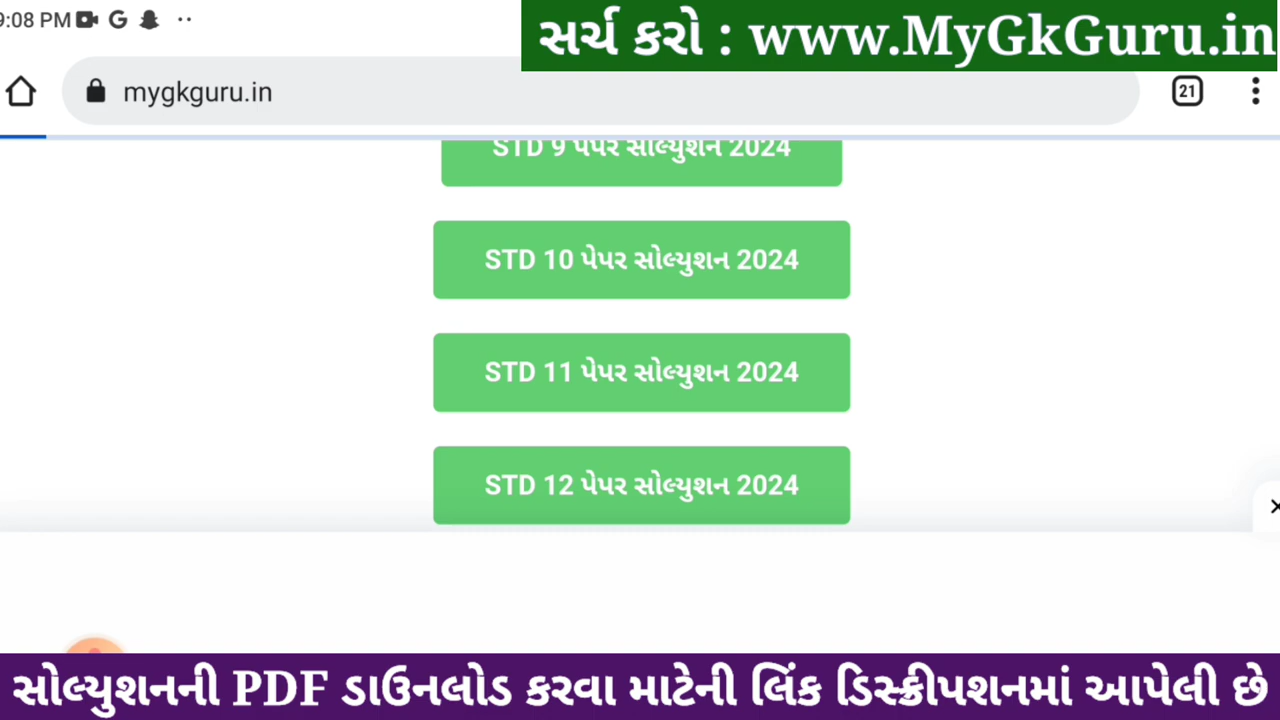 9:08 PM
સર્ચ કરો : www.MyGkGuru.in
mygkguru.in
21
STD 9 પેપર સોલ્યુશન 2024
STD 10 પેપર સોલ્યુશન 2024
STD 11 પેપર સોલ્યુશન 2024
STD 12 પેપર સોલ્યુશન 2024
સોલ્યુશનની PDF ડાઉનલોડ કરવા માટેની લિંક ડિસ્ક્રીપશનમાં આપેલી છે